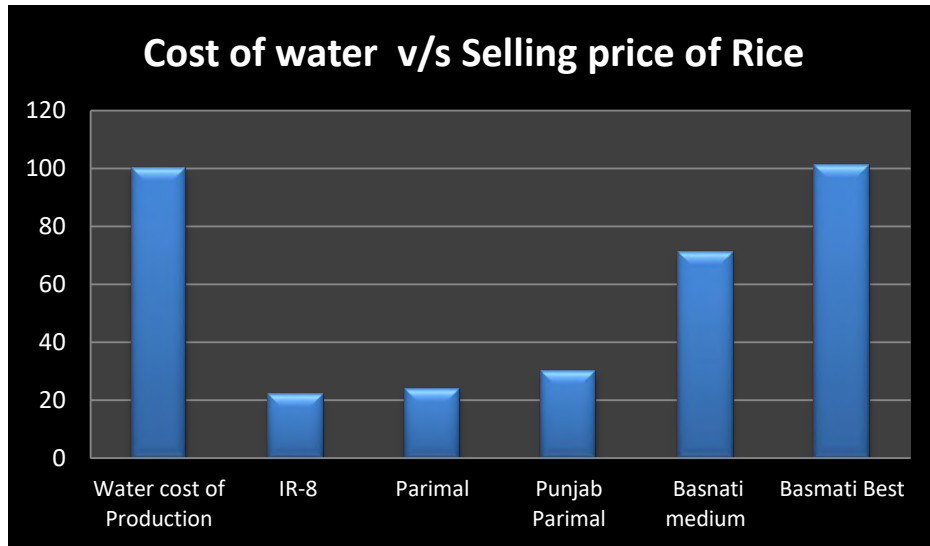 Cost of water v/s Selling price of Rice
120
100
80
60
40
20
0
Water cost of
Production
IR-8
Parimal
Punjab
Parimal
Basnati
medium
Basmati Best